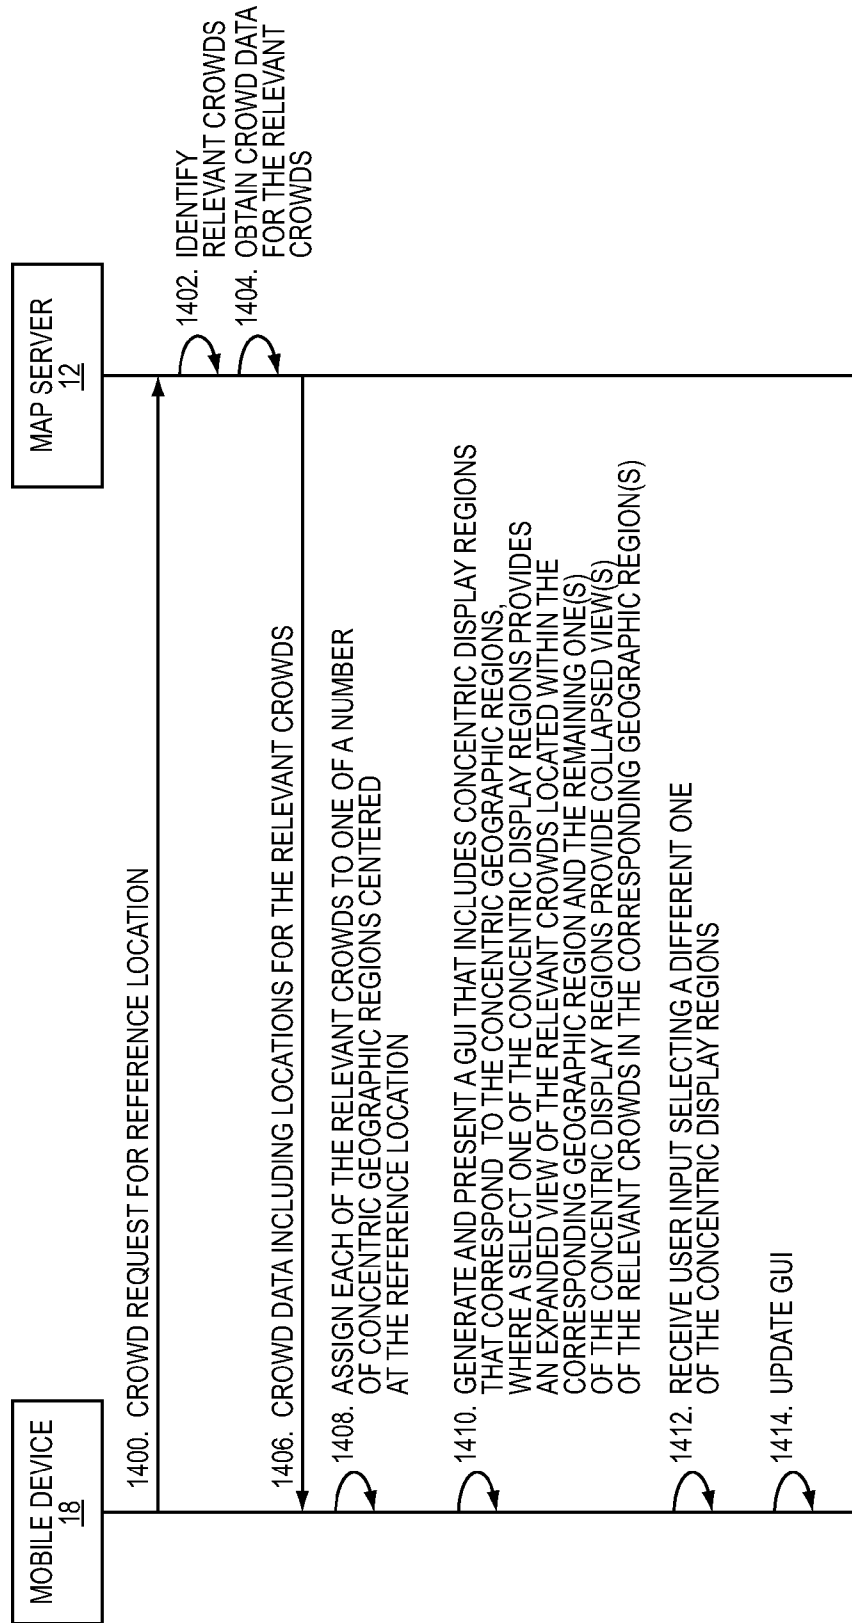 MOBILE DEVICE
18
MAP SERVER
12
1400. CROWD REQUEST FOR REFERENCE LOCATION
1402. IDENTIFY
RELEVANT CROWDS
1404. OBTAIN CROWD DATA
FOR THE RELEVANT
CROWDS
1406. CROWD DATA INCLUDING LOCATIONS FOR THE RELEVANT CROWDS
1408. ASSIGN EACH OF THE RELEVANT CROWDS TO ONE OF A NUMBER
OF CONCENTRIC GEOGRAPHIC REGIONS CENTERED
AT THE REFERENCE LOCATION
1410. GENERATE AND PRESENT A GUI THAT INCLUDES CONCENTRIC DISPLAY REGIONS
THAT CORRESPOND TO THE CONCENTRIC GEOGRAPHIC REGIONS,
WHERE A SELECT ONE OF THE CONCENTRIC DISPLAY REGIONS PROVIDES
AN EXPANDED VIEW OF THE RELEVANT CROWDS LOCATED WITHIN THE
CORRESPONDING GEOGRAPHIC REGION AND THE REMAINING ONE(S)
OF THE CONCENTRIC DISPLAY REGIONS PROVIDE COLLAPSED VIEW(S)
OF THE RELEVANT CROWDS IN THE CORRESPONDING GEOGRAPHIC REGION(S)
1412. RECEIVE USER INPUT SELECTING A DIFFERENT ONE
OF THE CONCENTRIC DISPLAY REGIONS
1414. UPDATE GUI